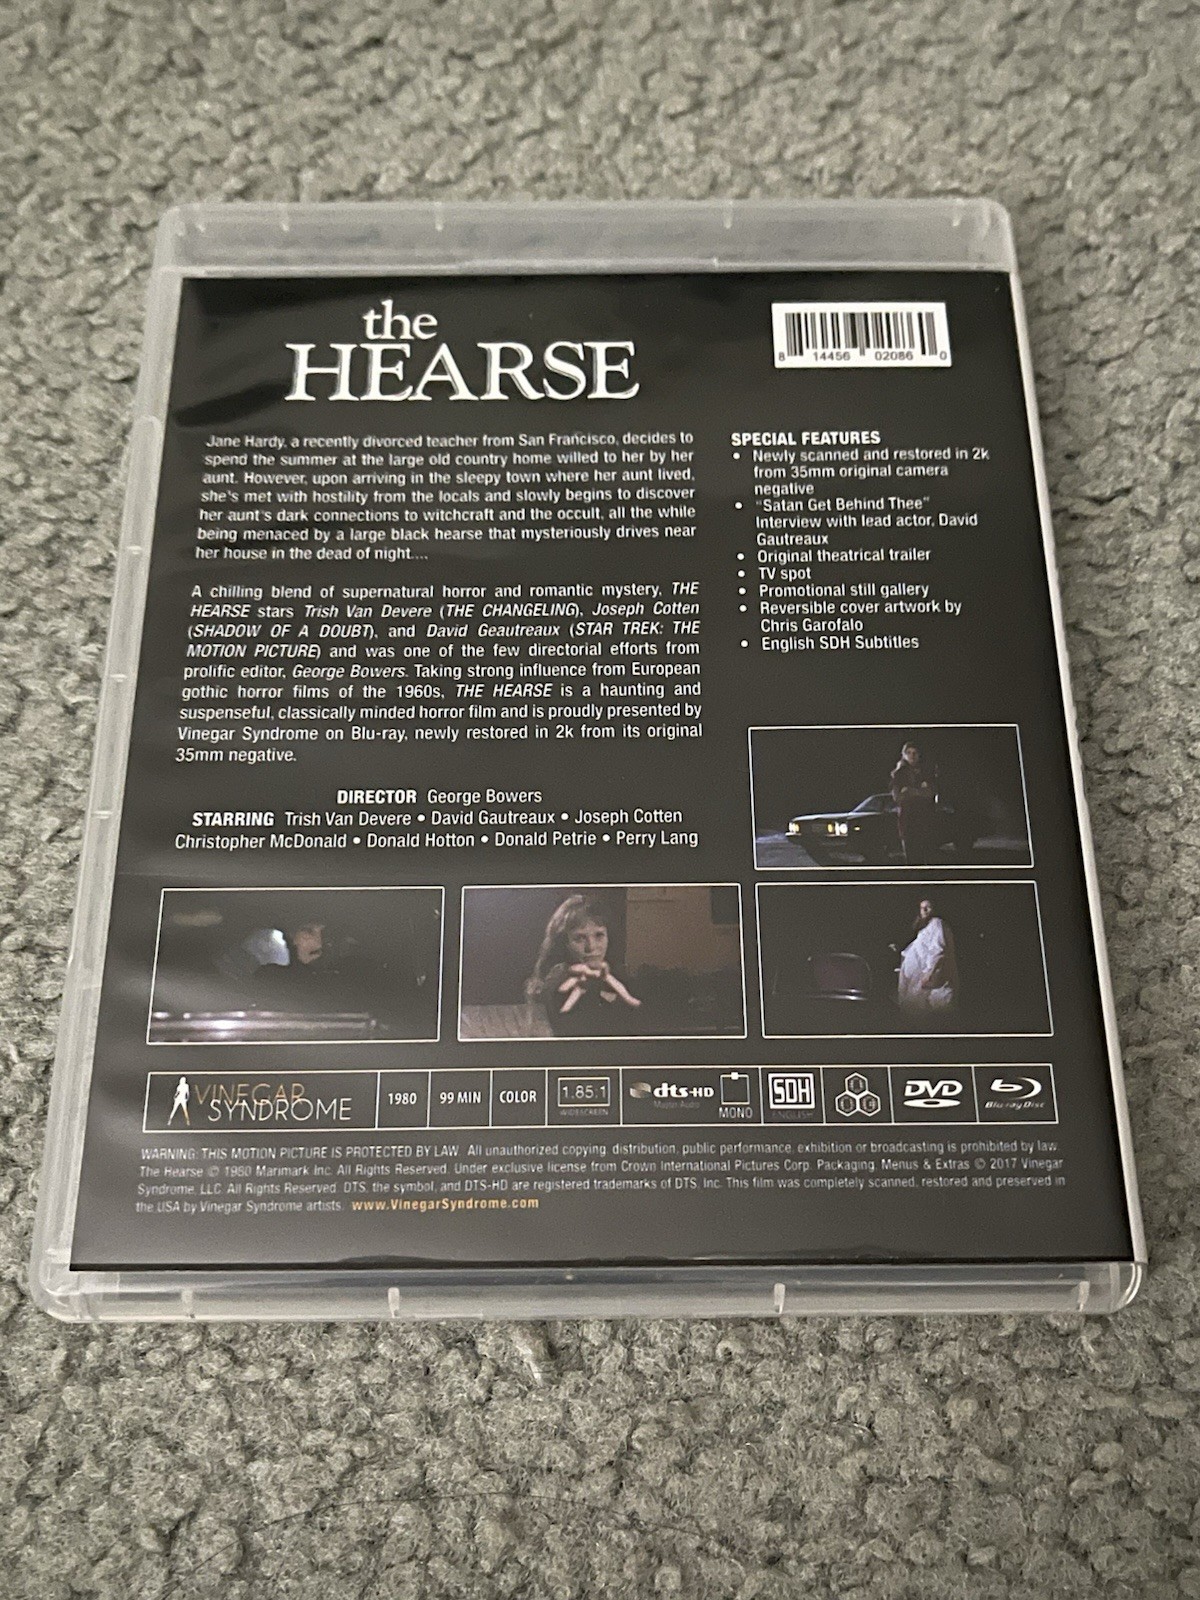 the
HEARSE
8 14456 02086 0
Jane Hardy, a recently divorced teacher from San Francisco, decides to
spend the summer at the large old country home willed to her by her
aunt. However, upon arriving in the sleepy town where her aunt lived,
she's met with hostility from the locals and slowly begins to discover
her aunt's dark connections to witchcraft and the occult, all the while
being menaced by a large black hearse that mysteriously drives near
her house in the dead of night....
A chilling blend of supernatural horror and romantic mystery, THE
HEARSE stars Trish Van Devere (THE CHANGELING), Joseph Cotten
(SHADOW OF A DOUBT), and David Geautreaux (STAR TREK: THE
MOTION PICTURE) and was one of the few directorial efforts from
prolific editor, George Bowers. Taking strong influence from European
gothic horror films of the 1960s, THE HEARSE is a haunting and
suspenseful, classically minded horror film and is proudly presented by
Vinegar Syndrome on Blu-ray, newly restored in 2k from its original
35mm negative.
DIRECTOR George Bowers
STARRING Trish Van Devere • David Gautreaux • Joseph Cotten
Christopher McDonald • Donald Hotton • Donald Petrie • Perry Lang
SPECIAL FEATURES
• Newly scanned and restored in 2k
from 35mm original camera
negative
• "Satan Get Behind Thee"
Interview with lead actor, David
Gautreaux
• Original theatrical trailer
• TV spot
• Promotional still gallery
• Reversible cover artwork by
Chris Garofalo
• English SDH Subtitles
VINEGAR
SYNDROME
1980
99 MIN
COLOR
1.85:1
WIDESCREEN
dts-HD
Master Audio
MONO
SDH
ENGLISH
A B C
DVD
Blu-ray Disc
WARNING: THIS MOTION PICTURE IS PROTECTED BY LAW. All unauthorized copying, distribution, public performance, exhibition or broadcasting is prohibited by law.
The Hearse © 1980 Marimark Inc. All Rights Reserved. Under exclusive license from Crown International Pictures Corp. Packaging, Menus & Extras © 2017 Vinegar
Syndrome, LLC. All Rights Reserved. DTS, the symbol, and DTS-HD are registered trademarks of DTS, Inc. This film was completely scanned, restored and preserved in
the USA by Vinegar Syndrome artists. www.VinegarSyndrome.com